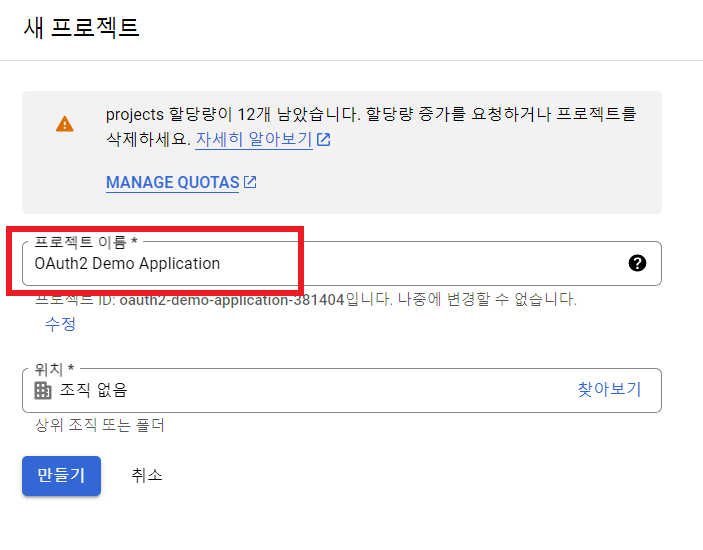 새 프로젝트
projects 할당량이 12개 남았습니다. 할당량 증가를 요청하거나 프로젝트를
삭제하세요. 자세히 알아보기
MANAGE QUOTAS
프로젝트 이름 *
OAuth2 Demo Application
프로젝트 ID: oauth2-demo-application-381404입니다. 나중에 변경할 수 없습니다.
수정
위치 *
조직 없음 찾아보기
상위 조직 또는 폴더
만들기 취소